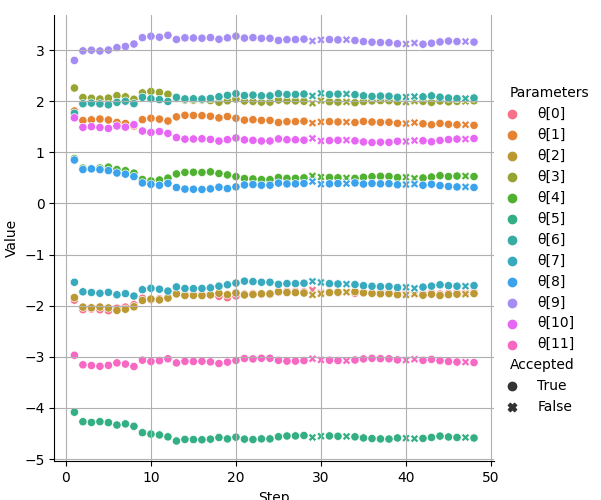 3
2
1
0
−1
−2
−3
−4
−5
Value
0 10 20 30 40 50
Step
Parameters
θ[0]
θ[1]
θ[2]
θ[3]
θ[4]
θ[5]
θ[6]
θ[7]
θ[8]
θ[9]
θ[10]
θ[11]
Accepted
True
False